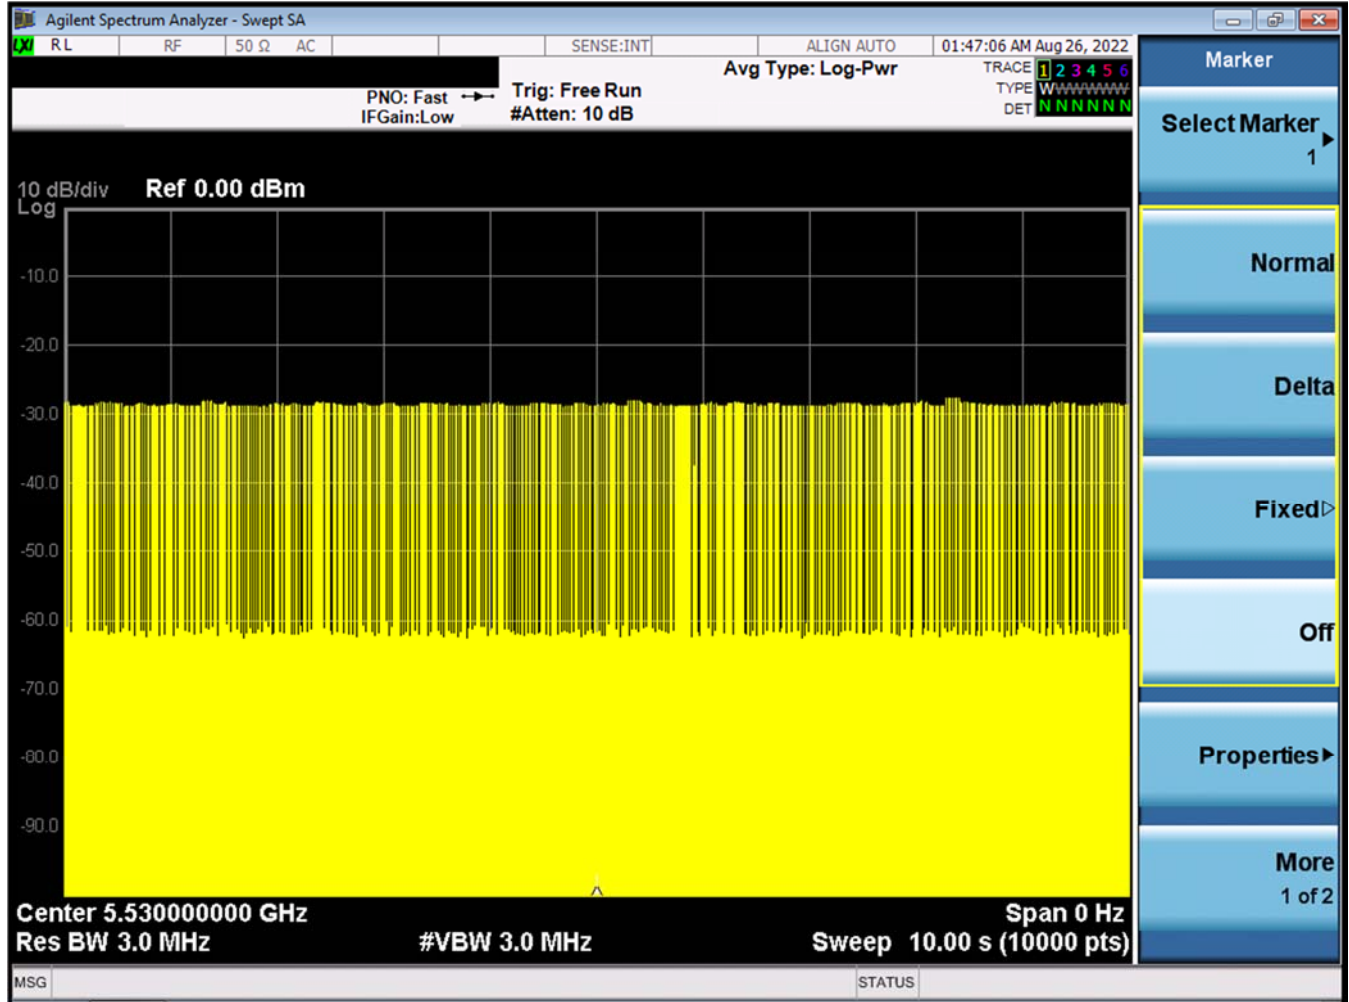 Agilent Spectrum Analyzer - Swept SA
LXI RL RF 50 Ω AC SENSE:INT ALIGN AUTO 01:47:06 AM Aug 26, 2022
Avg Type: Log-Pwr
TRACE 1 2 3 4 5 6
TYPE WWWWWW
DET N N N N N N
PNO: Fast
IFGain:Low
Trig: Free Run
#Atten: 10 dB
10 dB/div
Log
Ref 0.00 dBm
-10.0
-20.0
-30.0
-40.0
-50.0
-60.0
-70.0
-80.0
-90.0
Center 5.530000000 GHz
Span 0 Hz
Res BW 3.0 MHz
#VBW 3.0 MHz
Sweep 10.00 s (10000 pts)
MSG
STATUS
Marker
Select Marker
1
Normal
Delta
Fixed
Off
Properties
More
1 of 2